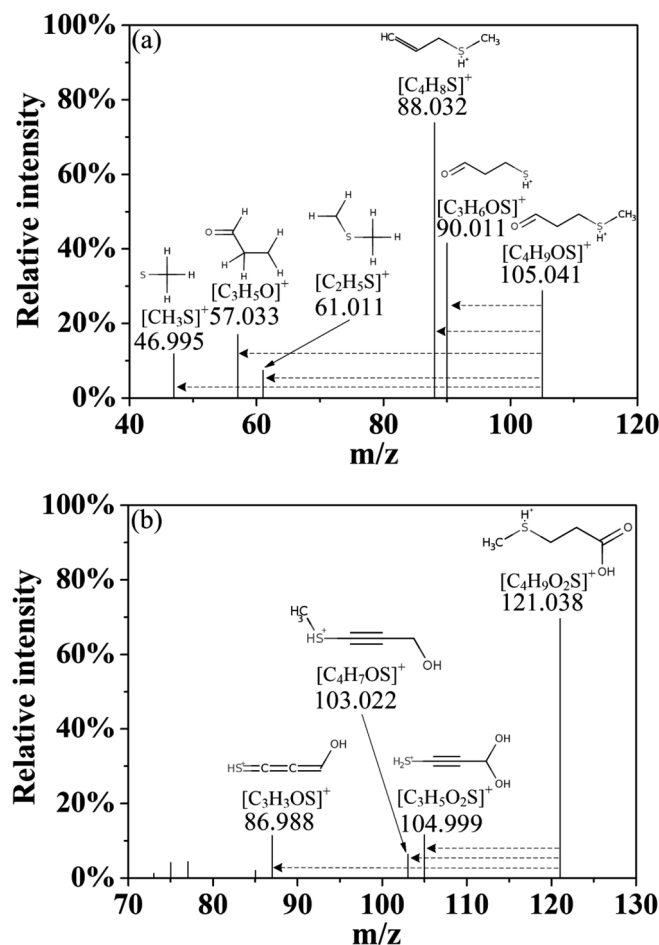 100%
(a)
HC
S
CH₃
H⁺
[C₄H₈S]⁺
88.032
80%
O
S
H⁺
60%
[C₃H₆OS]⁺
90.011
O
S
CH₃
H⁺
[C₄H₉OS]⁺
105.041
H
O
H
H
H
H
[C₃H₅O]⁺
57.033
H
H
H
S
H
H
[C₂H₅S]⁺
61.011
40%
H
S
H
H
[CH₃S]⁺
46.995
20%
0%
Relative intensity
40
60
80
100
120
m/z
100%
(b)
H⁺
S
H₃C
O
OH
[C₄H₉O₂S]⁺
121.038
80%
60%
H₃C
HS⁺
OH
[C₄H₇OS]⁺
103.022
40%
OH
HS⁺
C
C
[C₃H₃OS]⁺
86.988
OH
H₂S⁺
OH
[C₃H₅O₂S]⁺
104.999
20%
0%
Relative intensity
70
80
90
100
110
120
130
m/z